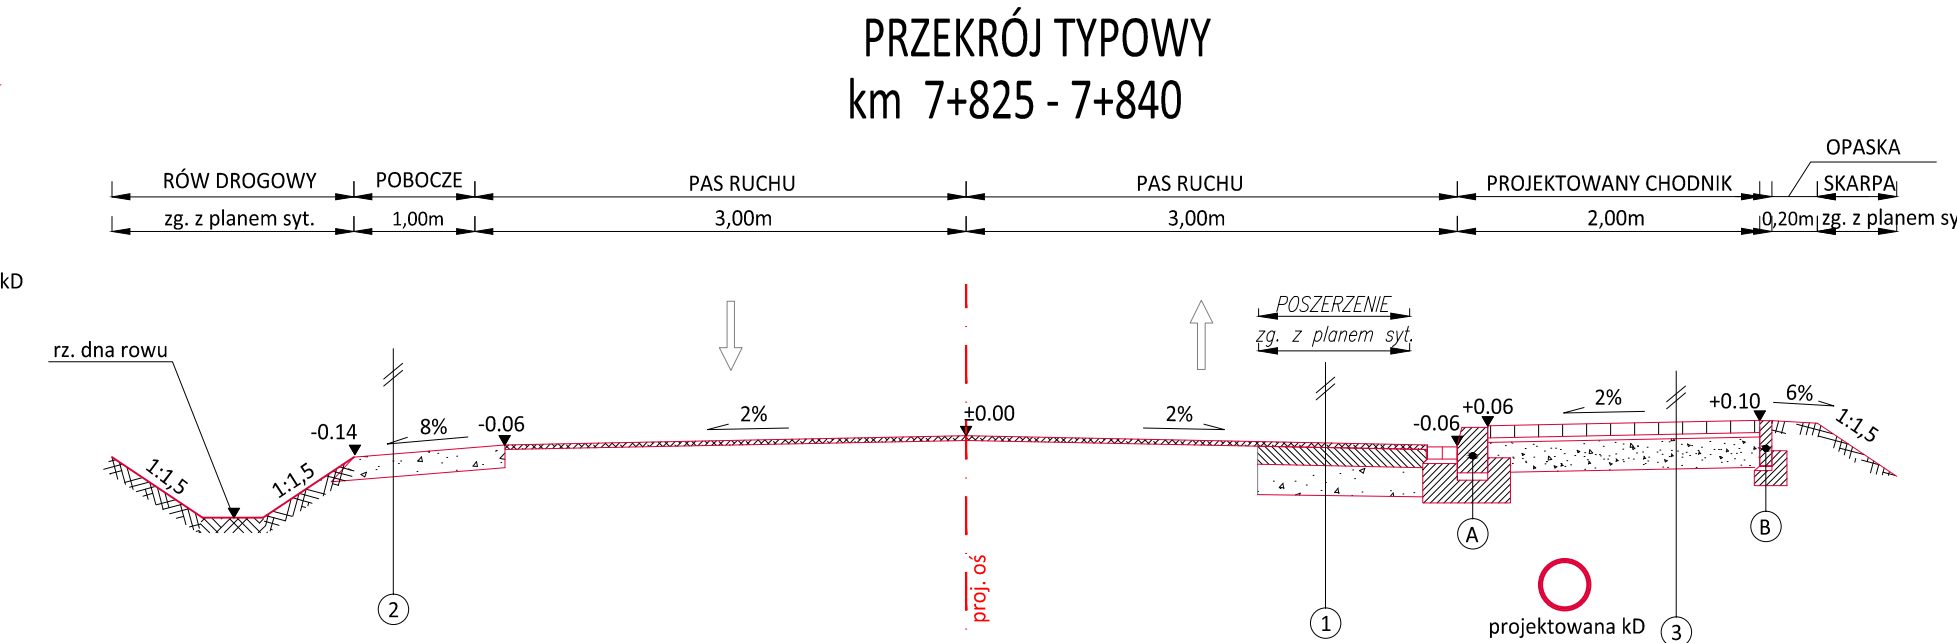 PRZEKRÓJ TYPOWY
km 7+825 - 7+840
OPASKA
RÓW DROGOWY POBOCZE PAS RUCHU PAS RUCHU PROJEKTOWANY CHODNIK SKARPA
zg. z planem syt. 1,00m 3,00m 3,00m 2,00m 0,20m zg. z planem sy
kD
POSZERZENIE
zg. z planem syt.
rz. dna rowu
-0.14 8% -0.06 2% ±0.00 2% -0.06 +0.06 2% +0.10 6% 1:1,5
1:1,5 1:1,5
A B
proj. oś
2 1 projektowana kD 3